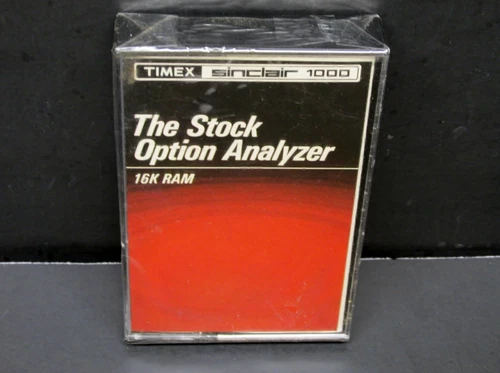 TIMEX sinclair 1000
The Stock
Option Analyzer
16K RAM